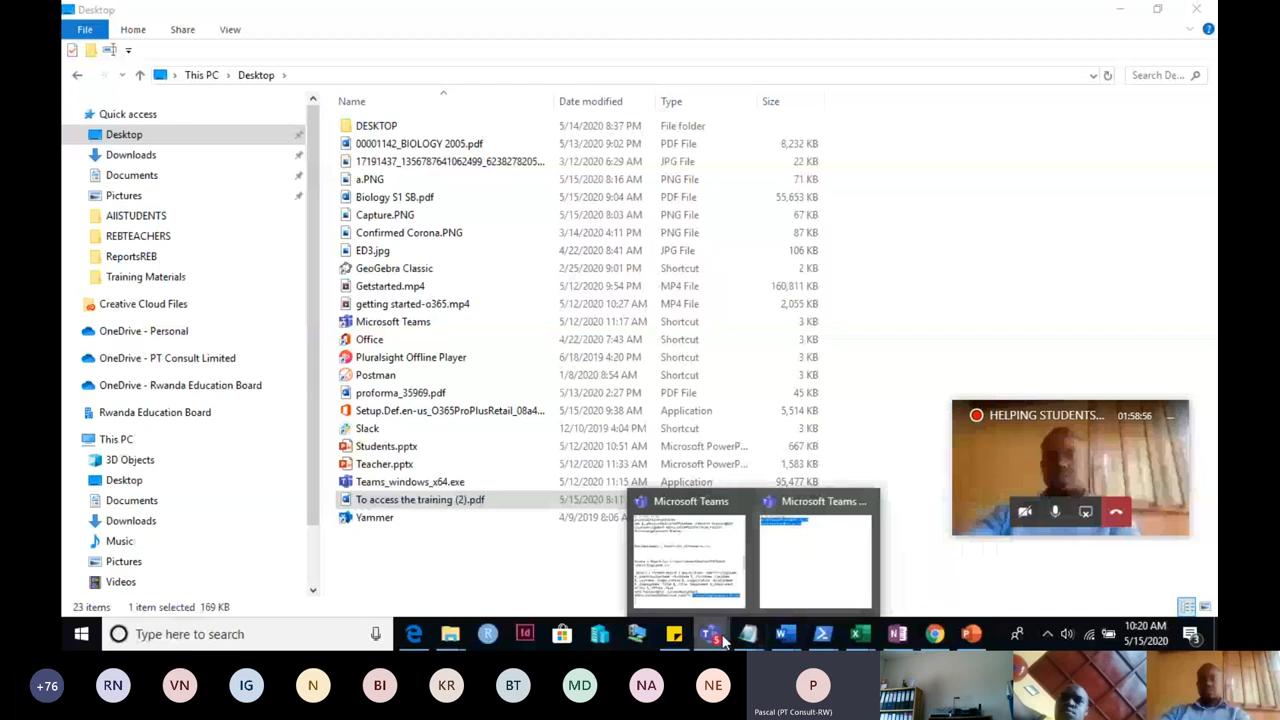 Desktop
File Home Share View
This PC Desktop Search De...
Name Date modified Type Size
Quick access
Desktop
Downloads
Documents
Pictures
AllSTUDENTS
REBTEACHERS
ReportsREB
Training Materials
Creative Cloud Files
OneDrive - Personal
OneDrive - PT Consult Limited
OneDrive - Rwanda Education Board
Rwanda Education Board
This PC
3D Objects
Desktop
Documents
Downloads
Music
Pictures
Videos
DESKTOP 5/14/2020 8:37 PM File folder
00001142_BIOLOGY 2005.pdf 5/13/2020 9:02 PM PDF File 8,232 KB
17191437_1356787641062499_6238278205... 3/12/2020 6:29 AM JPG File 22 KB
a.PNG 5/15/2020 8:16 AM PNG File 71 KB
Biology S1 SB.pdf 5/15/2020 9:04 AM PDF File 55,653 KB
Capture.PNG 5/15/2020 8:03 AM PNG File 67 KB
Confirmed Corona.PNG 3/14/2020 4:11 PM PNG File 87 KB
ED3.jpg 4/22/2020 8:41 AM JPG File 106 KB
GeoGebra Classic 2/25/2020 9:01 PM Shortcut 2 KB
Getstarted.mp4 5/12/2020 9:54 PM MP4 File 160,811 KB
getting started-o365.mp4 5/12/2020 10:27 AM MP4 File 2,055 KB
Microsoft Teams 5/12/2020 11:17 AM Shortcut 3 KB
Office 4/22/2020 7:43 AM Shortcut 3 KB
Pluralsight Offline Player 6/18/2019 4:20 PM Shortcut 3 KB
Postman 1/8/2020 8:54 AM Shortcut 3 KB
proforma_35969.pdf 5/13/2020 2:27 PM PDF File 45 KB
Setup.Def.en-us_O365ProPlusRetail_08a4... 5/15/2020 9:38 AM Application 5,514 KB
Slack 12/10/2019 4:04 PM Shortcut 3 KB
Students.pptx 5/12/2020 10:51 AM Microsoft PowerP... 667 KB
Teacher.pptx 5/12/2020 11:33 AM Microsoft PowerP... 1,583 KB
Teams_windows_x64.exe 5/12/2020 11:35 AM Application 95,477 KB
To access the training (2).pdf 5/15/2020 8:11
Yammer 4/9/2019 8:06
HELPING STUDENTS... 01:58:56
Microsoft Teams Microsoft Teams ...
23 items 1 item selected 169 KB
Type here to search
10:20 AM
5/15/2020
+76 RN VN IG N BI KR BT MD NA NE P
Pascal (PT Consult-RW)